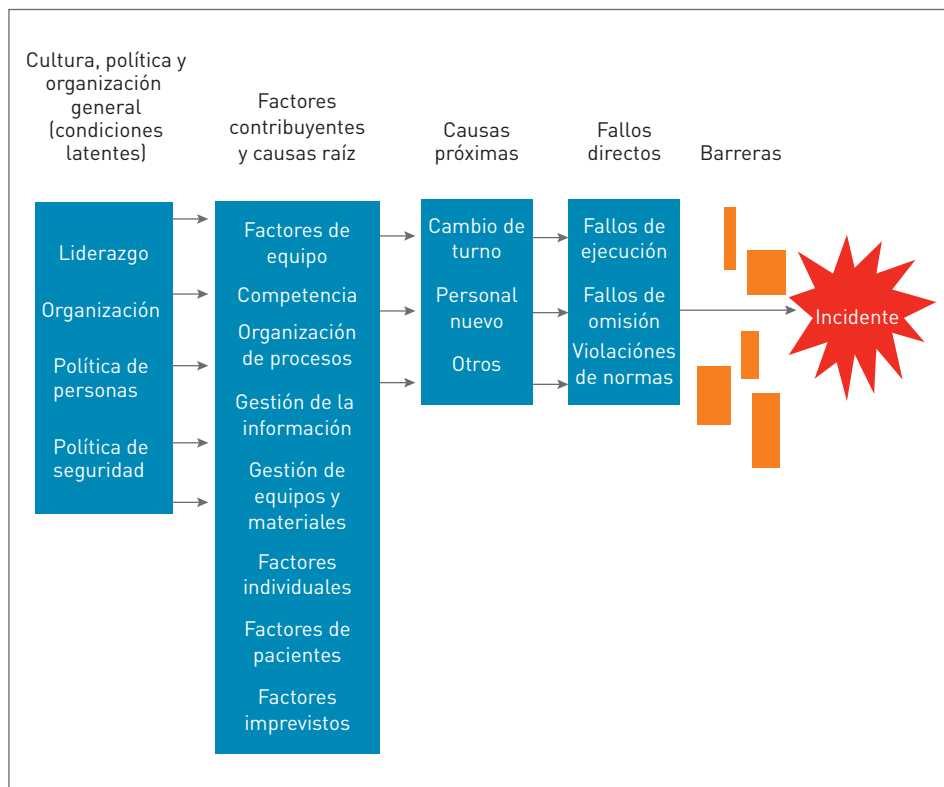 Cultura, política y
organización
general
(condiciones
latentes)
Factores
contribuyentes
y causas raíz
Causas
próximas
Fallos
directos
Barreras
Liderazgo
Organización
Política de
personas
Política de
seguridad
Factores de
equipo
Competencia
Organización
de procesos
Gestión de la
información
Gestión de
equipos y
materiales
Factores
individuales
Factores de
pacientes
Factores
imprevistos
Cambio de
turno
Personal
nuevo
Otros
Fallos de
ejecución
Fallos de
omisión
Violaciónes
de normas
Incidente